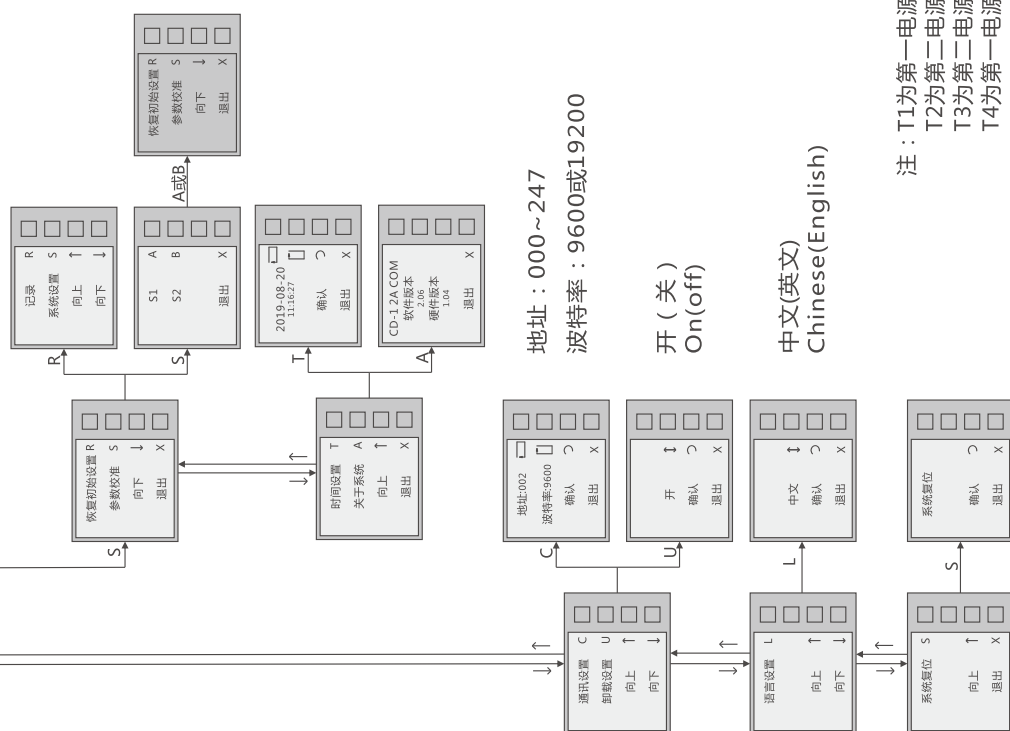 记录 R
系统设置 S
向上 ↑
向下 ↓
恢复初始设置 R
参数校准 S
向下 ↓
退出 X
S
R
S
S1 A
S2 B
退出 X
A或B
恢复初始设置 R
参数校准 S
向下 ↓
退出 X
时间设置 T
关于系统 A
向上 ↑
退出 X
T
A
2019-08-20
11:16:27
确认
退出 X
CD-12A COM
软件版本
2.06
硬件版本
1.04
退出 X
通讯设置 C
卸载设置 U
向上 ↑
向下 ↓
C
U
地址:002
波特率:9600
确认
退出 X
地址：000~247
波特率：9600或19200
开
确认
退出 X
开（关）
On(off)
语言设置 L
向上 ↑
向下 ↓
L
中文
确认
退出 X
中文(英文)
Chinese(English)
系统复位 S
向上 ↑
退出 X
S
系统复位
确认
退出 X
注：T1为第一电源
T2为第二电源
T3为第二电源
T4为第一电源